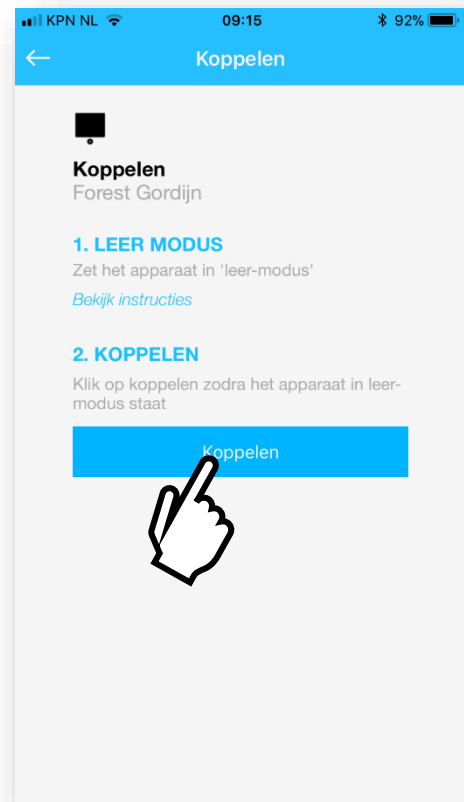 KPN NL 09:15 92%
Koppelen
Koppelen
Forest Gordijn
1. LEER MODUS
Zet het apparaat in 'leer-modus'
Bekijk instructies
2. KOPPELEN
Klik op koppelen zodra het apparaat in leer-
modus staat
Koppelen